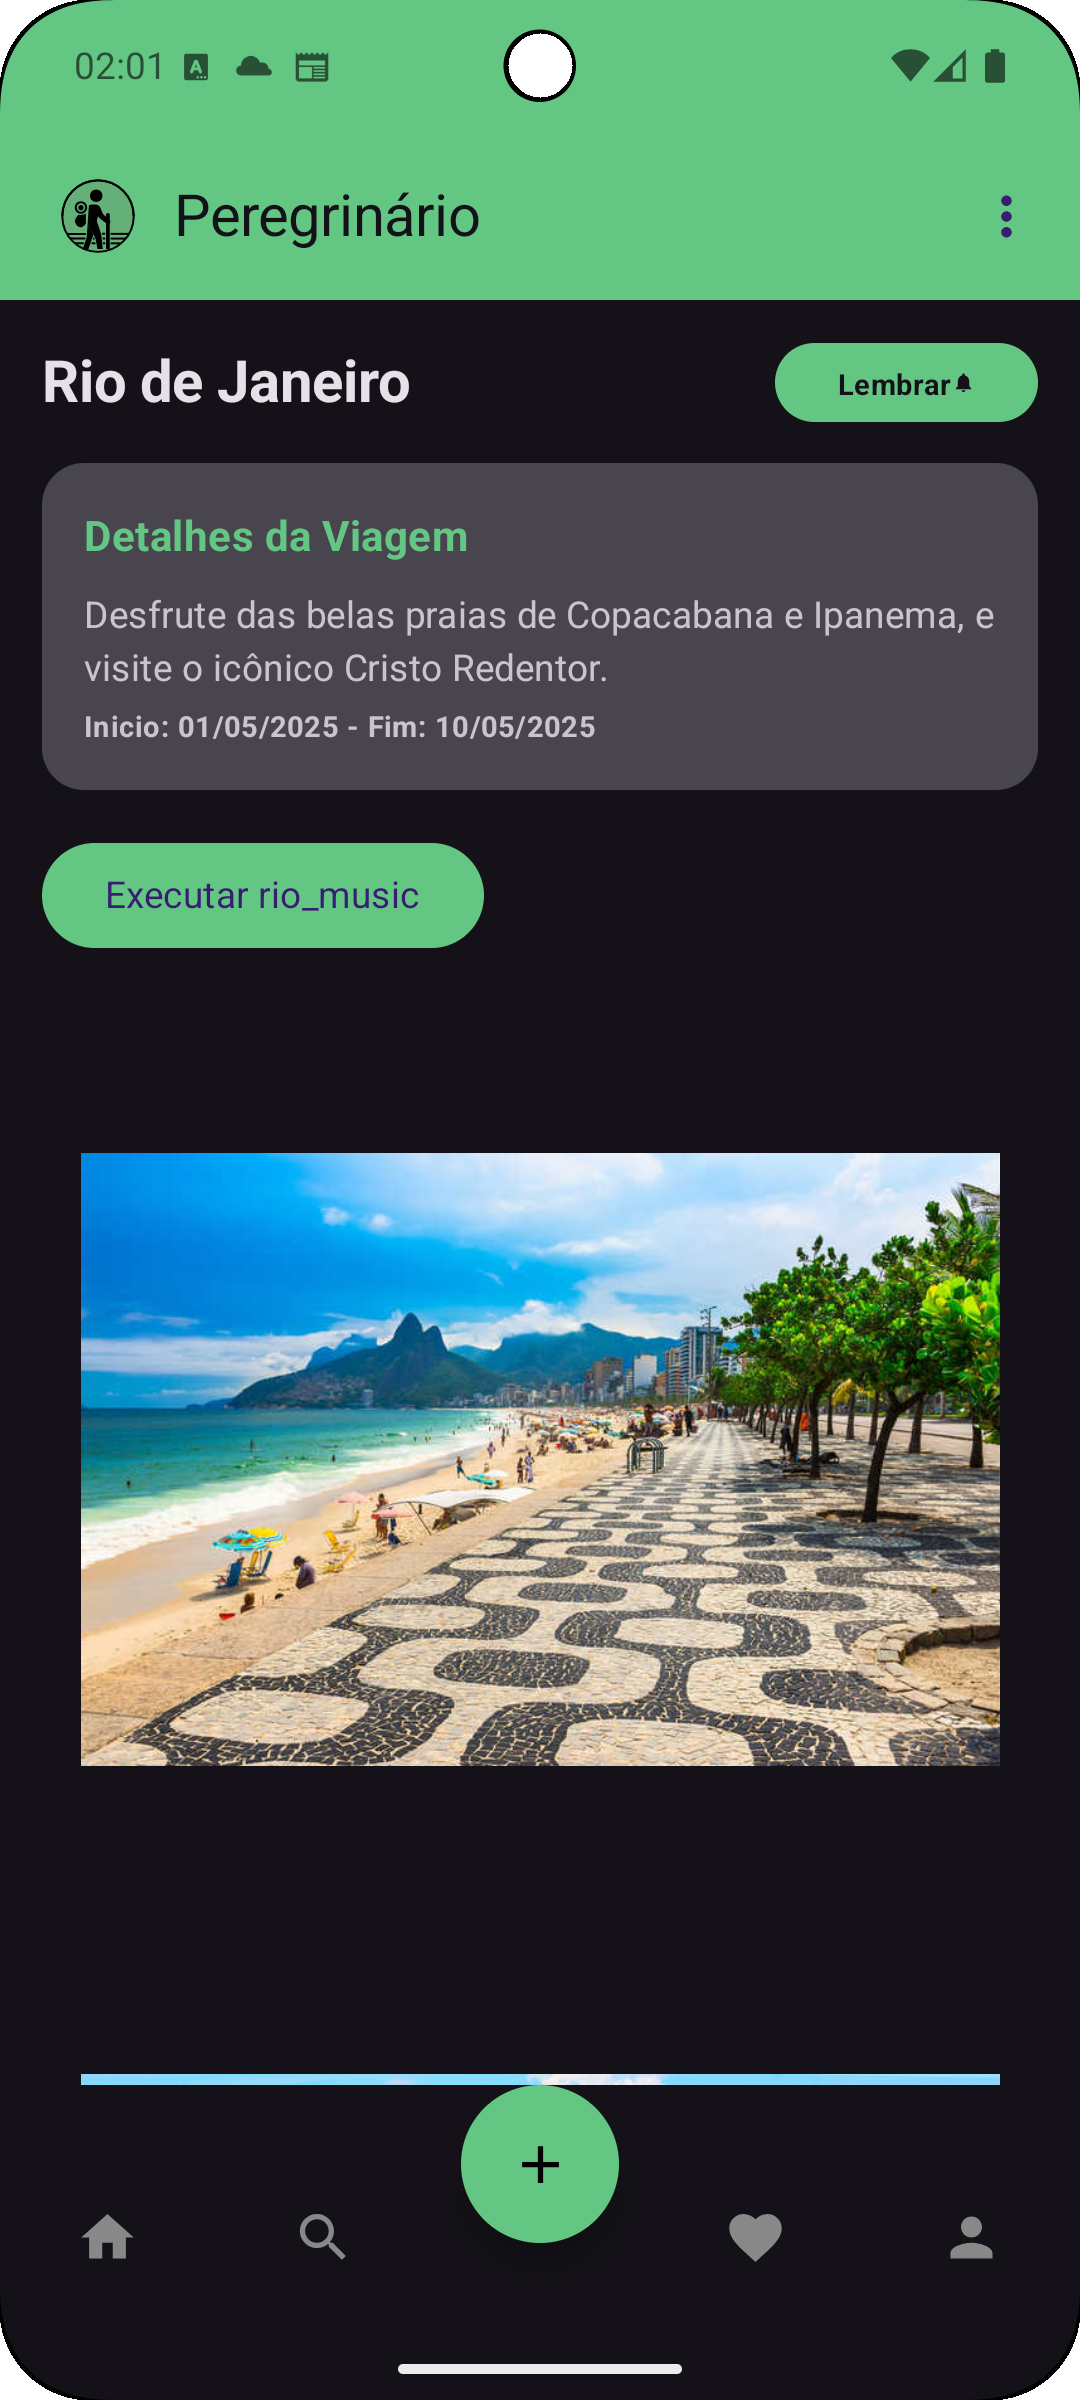 02:01
Peregrinário
Rio de Janeiro
Lembrar
Detalhes da Viagem
Desfrute das belas praias de Copacabana e Ipanema, e
visite o icônico Cristo Redentor.
Inicio: 01/05/2025 - Fim: 10/05/2025
Executar rio_music